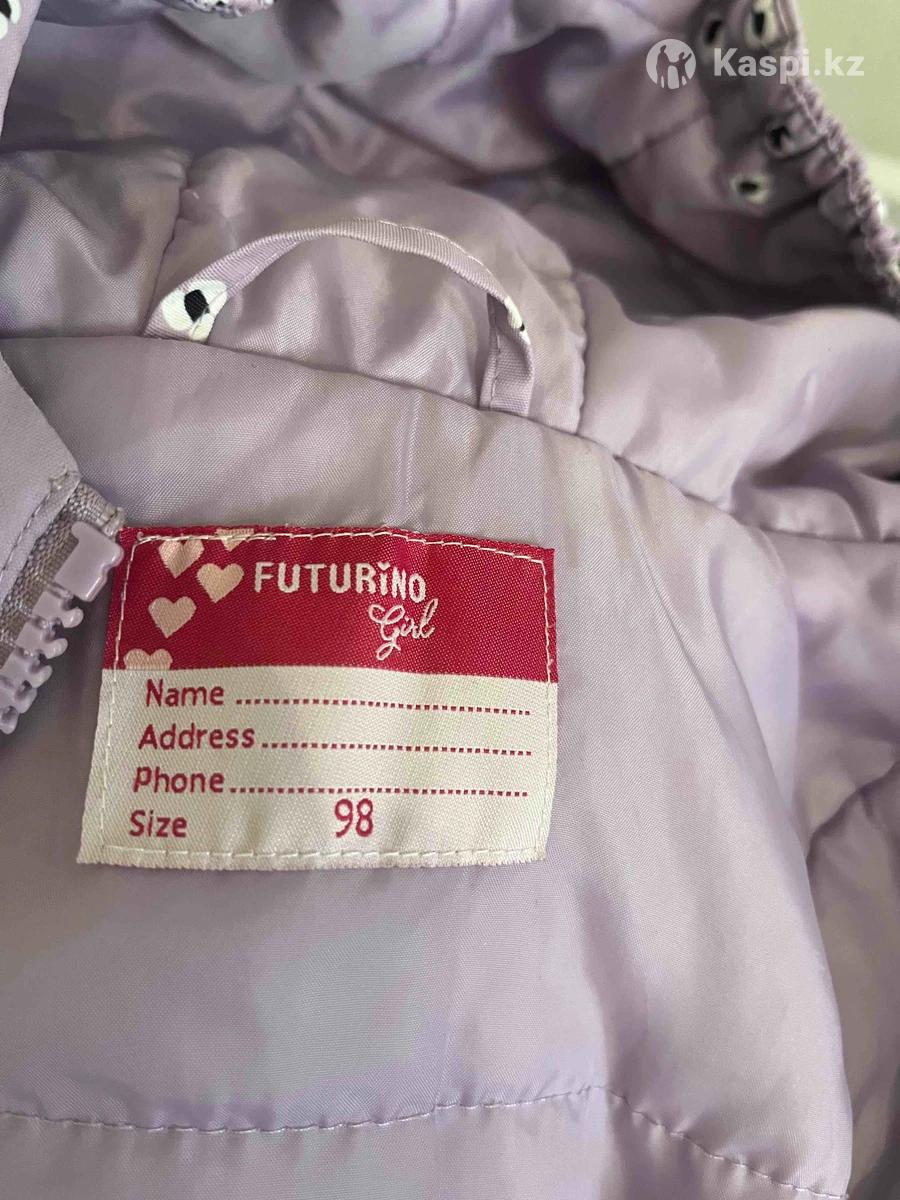 Kaspi.kz
FUTURiNO
Girl
Name ........................................
Address ........................................
Phone ........................................
Size 98